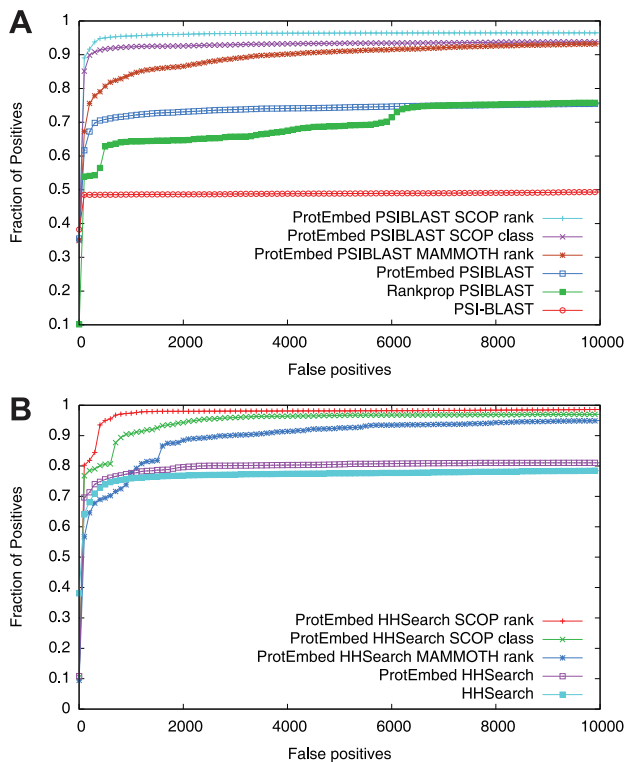 A
1
0.9
0.8
0.7
0.6
0.5
0.4
0.3
0.2
0.1
Fraction of Positives
ProtEmbed PSIBLAST SCOP rank
ProtEmbed PSIBLAST SCOP class
ProtEmbed PSIBLAST MAMMOTH rank
ProtEmbed PSIBLAST
Rankprop PSIBLAST
PSI-BLAST
0 2000 4000 6000 8000 10000
False positives
B
1
0.9
0.8
0.7
0.6
0.5
0.4
0.3
0.2
0.1
0
Fraction of Positives
ProtEmbed HHSearch SCOP rank
ProtEmbed HHSearch SCOP class
ProtEmbed HHSearch MAMMOTH rank
ProtEmbed HHSearch
HHSearch
0 2000 4000 6000 8000 10000
False positives